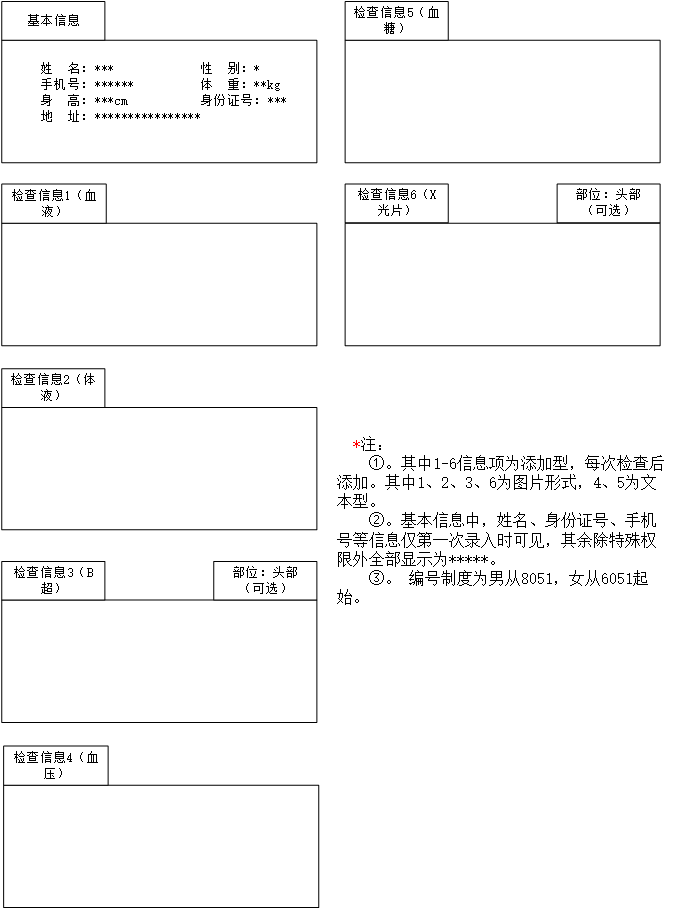 基本信息
姓  名：***  性  别：*
手机号：******  体  重：**kg
身  高：***cm  身份证号：***
地  址：****************
检查信息1（血
液）
检查信息2（体
液）
检查信息3（B
超）
部位：头部
（可选）
检查信息4（血
压）
检查信息5（血
糖）
检查信息6（X
光片）
部位：头部
（可选）
*注：
①。其中1-6信息项为添加型，每次检查后
添加。其中1、2、3、6为图片形式，4、5为文
本型。
②。基本信息中，姓名、身份证号、手机
号等信息仅第一次录入时可见，其余除特殊权
限外全部显示为*****。
③。 编号制度为男从8051，女从6051起
始。